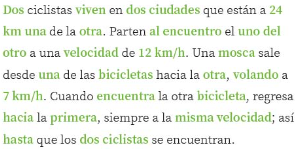 Dos ciclistas viven en dos ciudades que están a 24
km una de la otra. Parten al encuentro el uno del
otro a una velocidad de 12 km/h. Una mosca sale
desde una de las bicicletas hacia la otra, volando a
7 km/h. Cuando encuentra la otra bicicleta, regresa
hacia la primera, siempre a la misma velocidad; así
hasta que los dos ciclistas se encuentran.